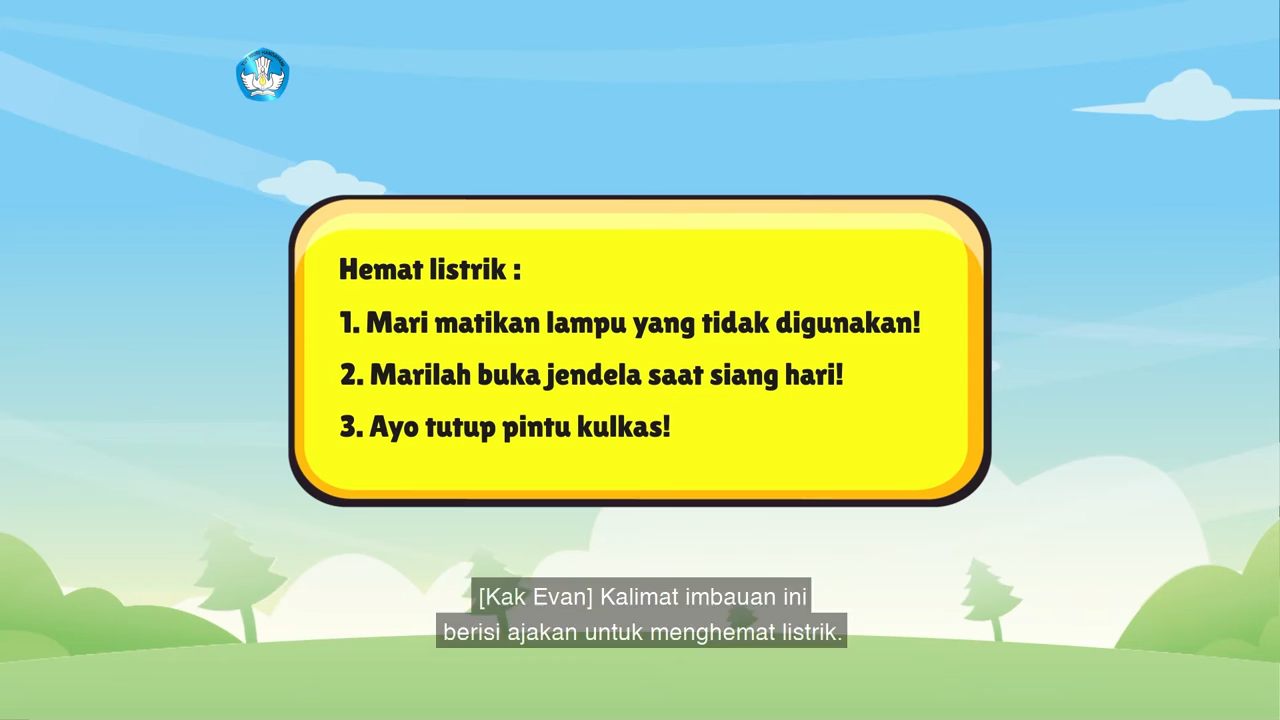 Hemat listrik :
1. Mari matikan lampu yang tidak digunakan!
2. Marilah buka jendela saat siang hari!
3. Ayo tutup pintu kulkas!
[Kak Evan] Kalimat imbauan ini
berisi ajakan untuk menghemat listrik.